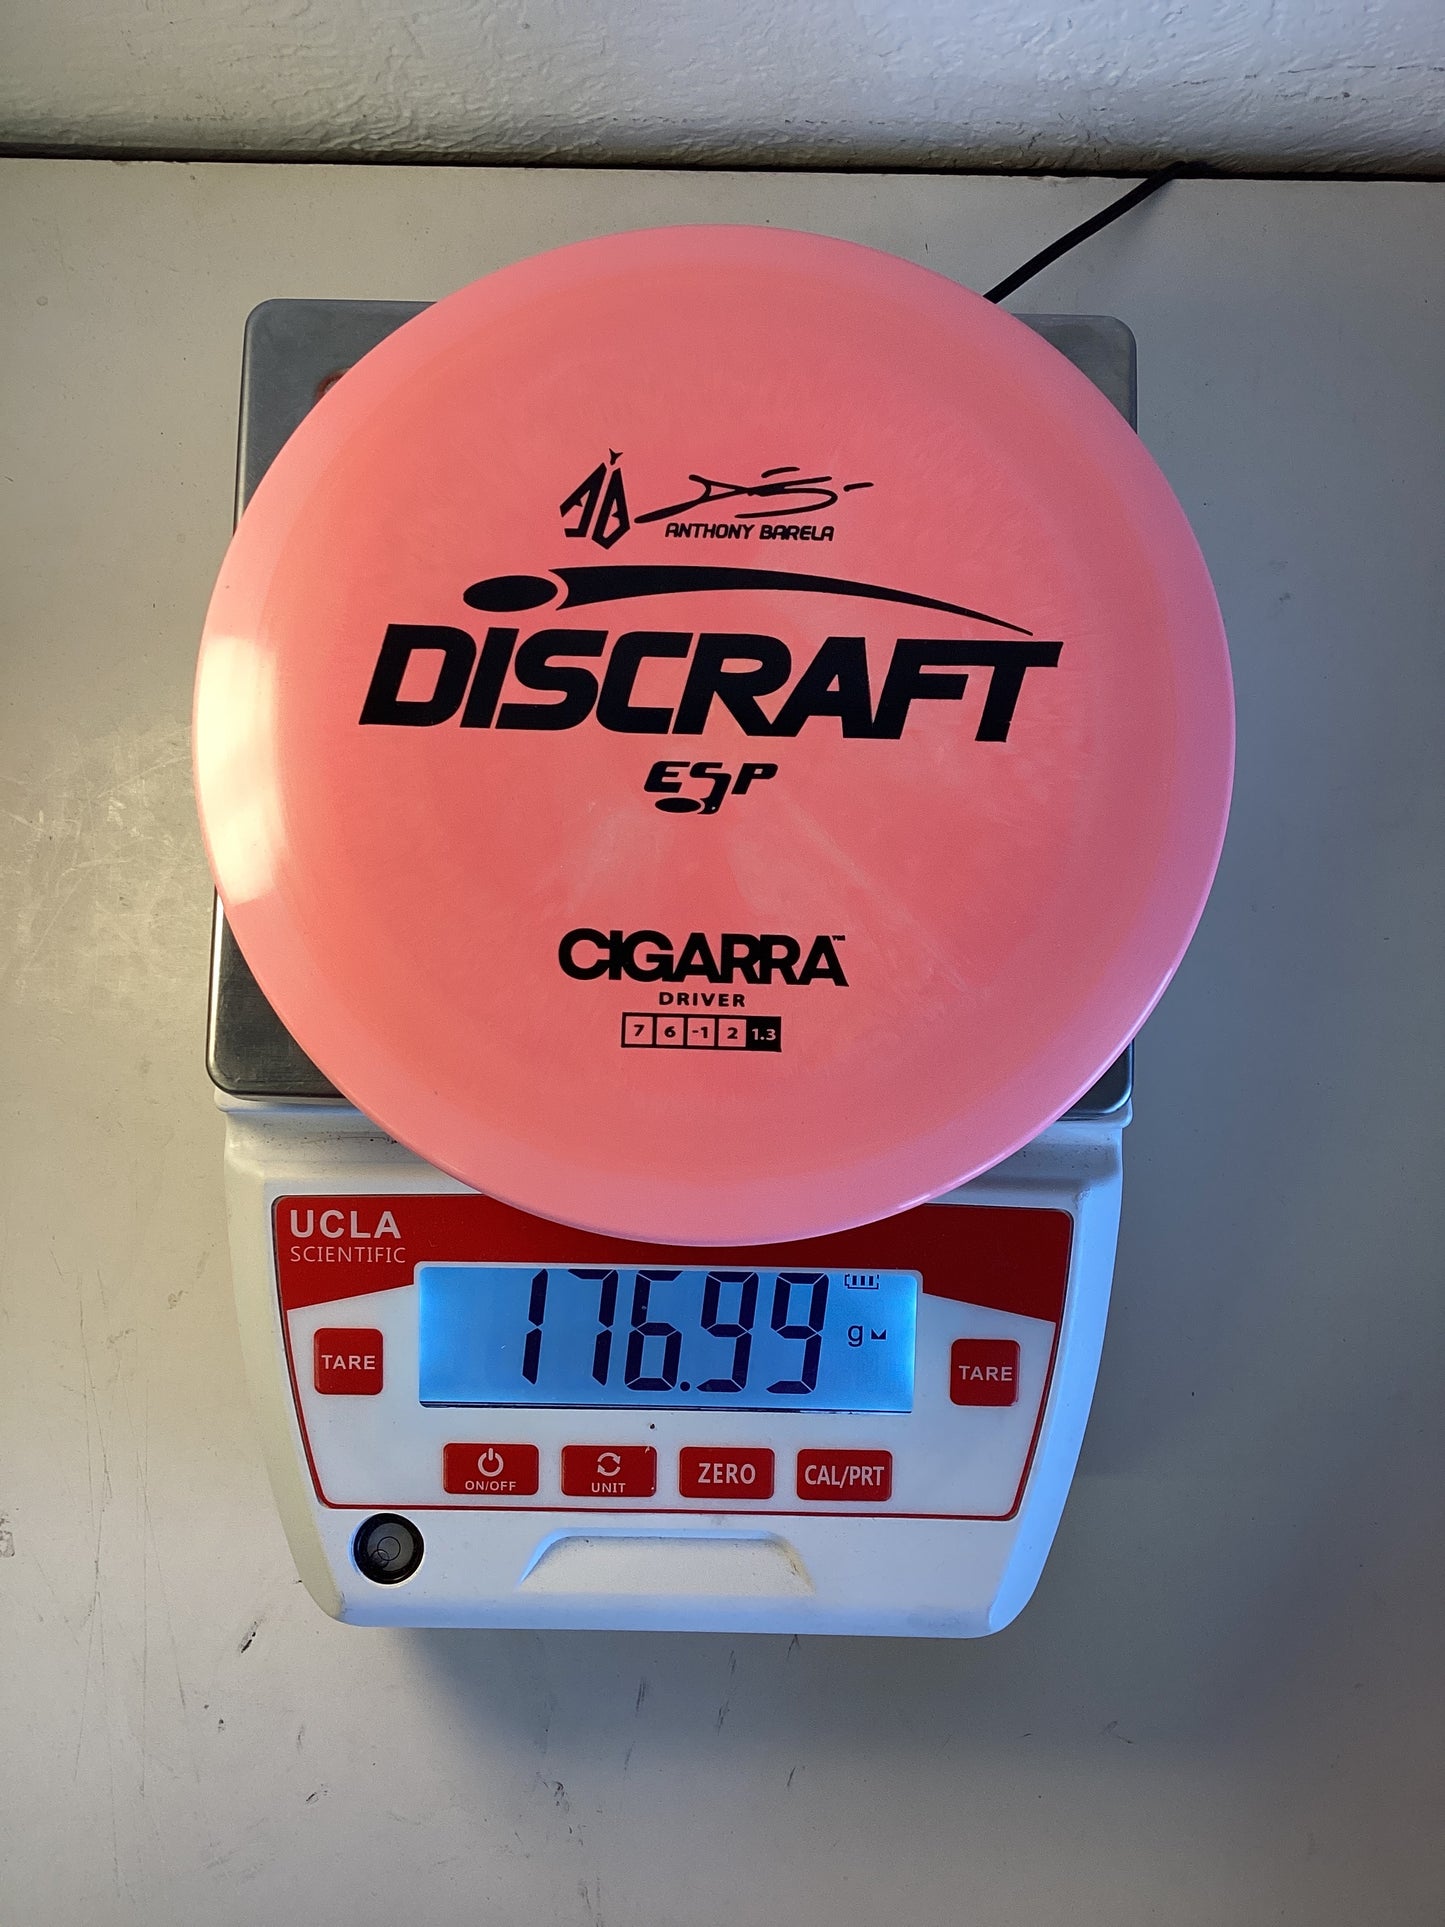 AB
ANTHONY BARELA
DISCRAFT
ESP
CIGARRA™
DRIVER
7 6 -1 2 1.3
UCLA
SCIENTIFIC
176.99 g
TARE
TARE
ON/OFF
UNIT
ZERO
CAL/PRT